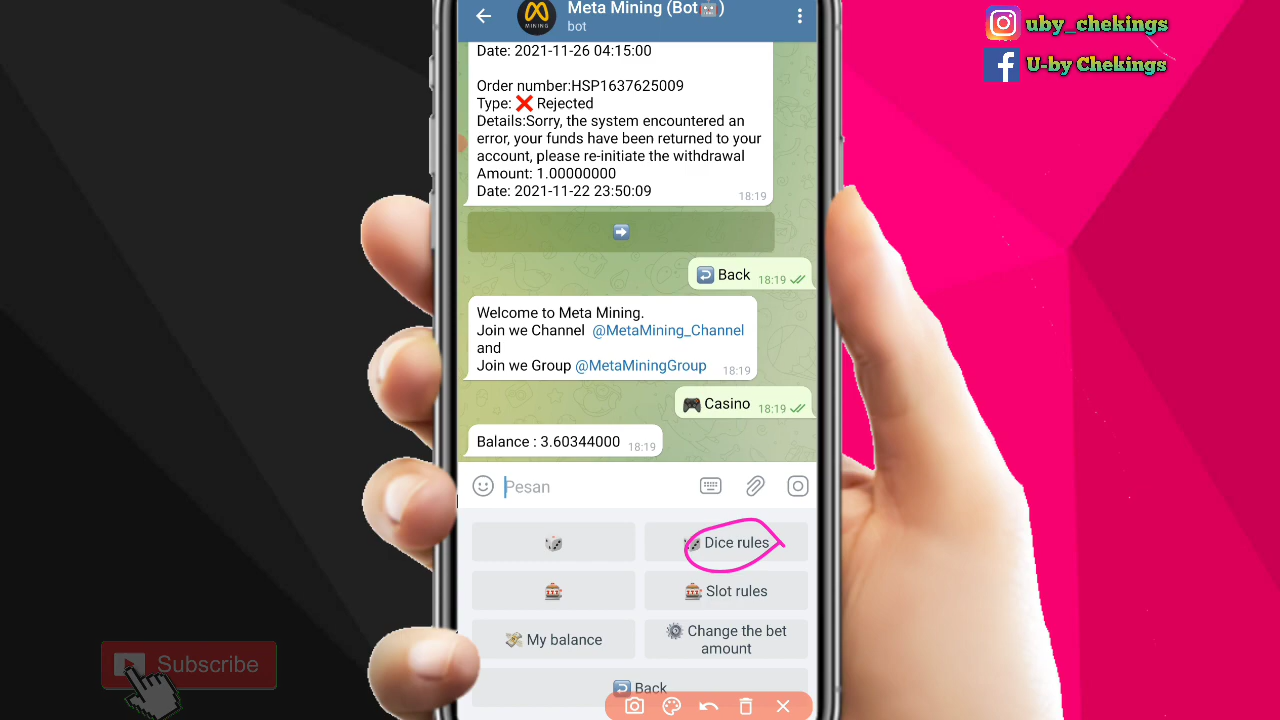 Meta Mining (Bot🤖)
bot
MINING
uby_chekings
U-by Chekings
Date: 2021-11-26 04:15:00
Order number:HSP1637625009
Type: ❌ Rejected
Details:Sorry, the system encountered an
error, your funds have been returned to your
account, please re-initiate the withdrawal
Amount: 1.00000000
Date: 2021-11-22 23:50:09
18:19
Back 18:19
Welcome to Meta Mining.
Join we Channel @MetaMining_Channel
and
Join we Group @MetaMiningGroup
18:19
Casino 18:19
Balance : 3.60344000 18:19
Pesan
Dice rules
Slot rules
My balance
Change the bet
amount
Back
Subscribe